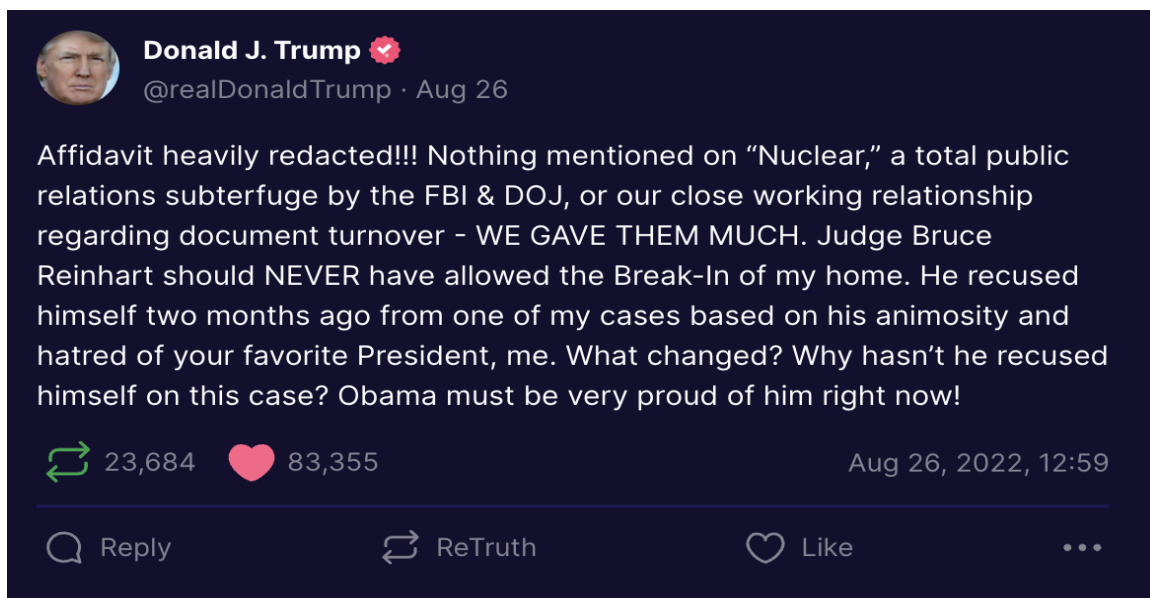 Donald J. Trump
@realDonaldTrump · Aug 26
Affidavit heavily redacted!!! Nothing mentioned on “Nuclear,” a total public
relations subterfuge by the FBI & DOJ, or our close working relationship
regarding document turnover - WE GAVE THEM MUCH. Judge Bruce
Reinhart should NEVER have allowed the Break-In of my home. He recused
himself two months ago from one of my cases based on his animosity and
hatred of your favorite President, me. What changed? Why hasn’t he recused
himself on this case? Obama must be very proud of him right now!
23,684 83,355 Aug 26, 2022, 12:59
Reply ReTruth Like